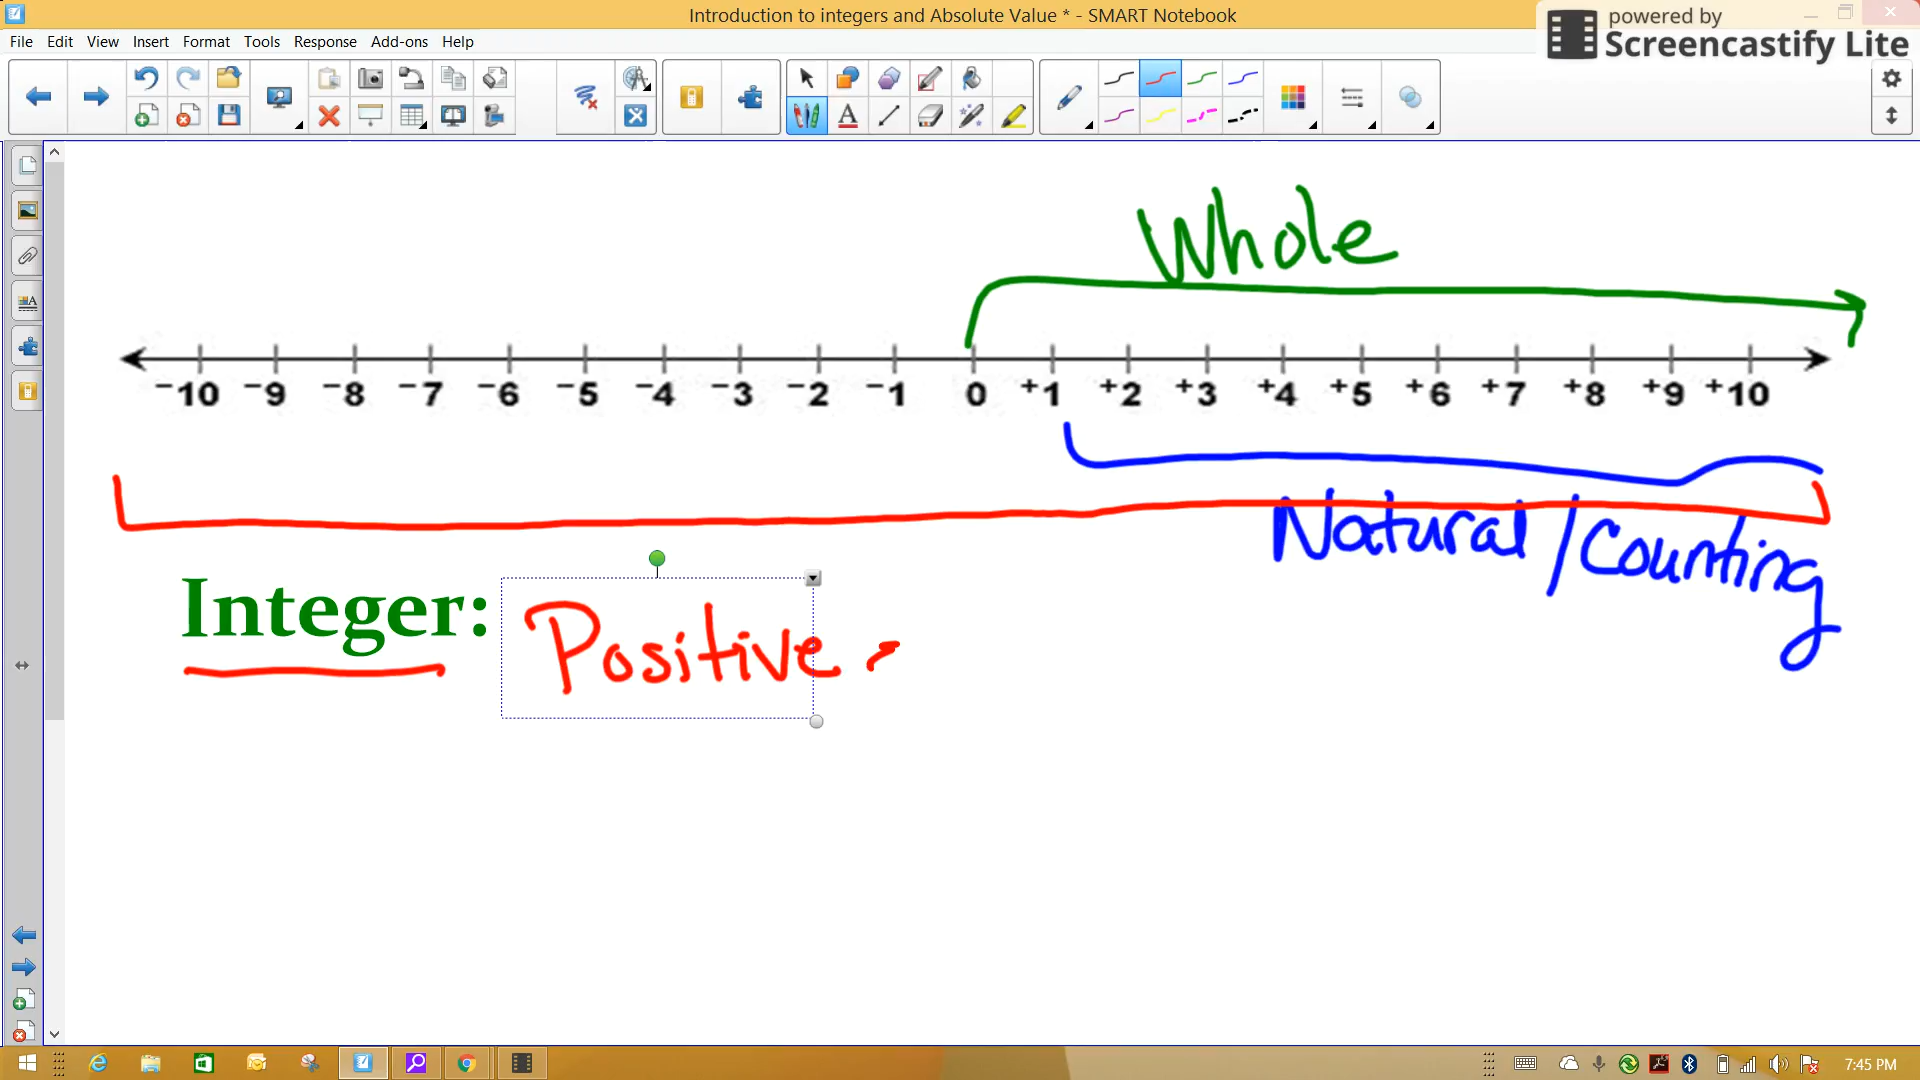 Introduction to integers and Absolute Value * - SMART Notebook
powered by
Screencastify Lite
File Edit View Insert Format Tools Response Add-ons Help
Whole
-10 -9 -8 -7 -6 -5 -4 -3 -2 -1 0 +1 +2 +3 +4 +5 +6 +7 +8 +9 +10
Natural/Counting
Integer: Positive
7:45 PM